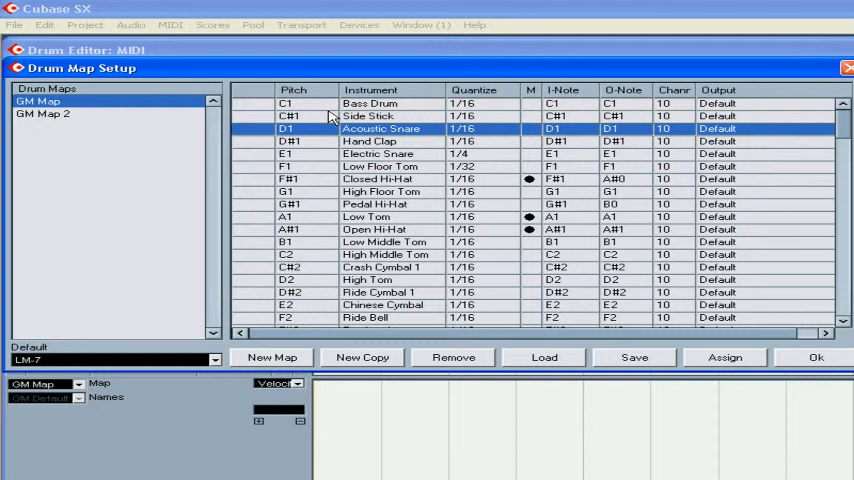 Cubase SX
File Edit Project Audio MIDI Scores Pool Transport Devices Window (1) Help
Drum Editor: MIDI
Drum Map Setup
Drum Maps
GM Map
GM Map 2
Pitch Instrument Quantize M I-Note O-Note Chanr Output
C1 Bass Drum 1/16 C1 C1 10 Default
C#1 Side Stick 1/16 C#1 C#1 10 Default
D1 Acoustic Snare 1/16 D1 D1 10 Default
D#1 Hand Clap 1/16 D#1 D#1 10 Default
E1 Electric Snare 1/4 E1 E1 10 Default
F1 Low Floor Tom 1/32 F1 F1 10 Default
F#1 Closed Hi-Hat 1/16 F#1 A#0 10 Default
G1 High Floor Tom 1/16 G1 G1 10 Default
G#1 Pedal Hi-Hat 1/16 G#1 B0 10 Default
A1 Low Tom 1/16 A1 A1 10 Default
A#1 Open Hi-Hat 1/16 A#1 A#1 10 Default
B1 Low Middle Tom 1/16 B1 B1 10 Default
C2 High Middle Tom 1/16 C2 C2 10 Default
C#2 Crash Cymbal 1 1/16 C#2 C#2 10 Default
D2 High Tom 1/16 D2 D2 10 Default
D#2 Ride Cymbal 1 1/16 D#2 D#2 10 Default
E2 Chinese Cymbal 1/16 E2 E2 10 Default
F2 Ride Bell 1/16 F2 F2 10 Default
Default
LM-7
New Map New Copy Remove Load Save Assign Ok
GM Map Map Veloci
GM Default Names